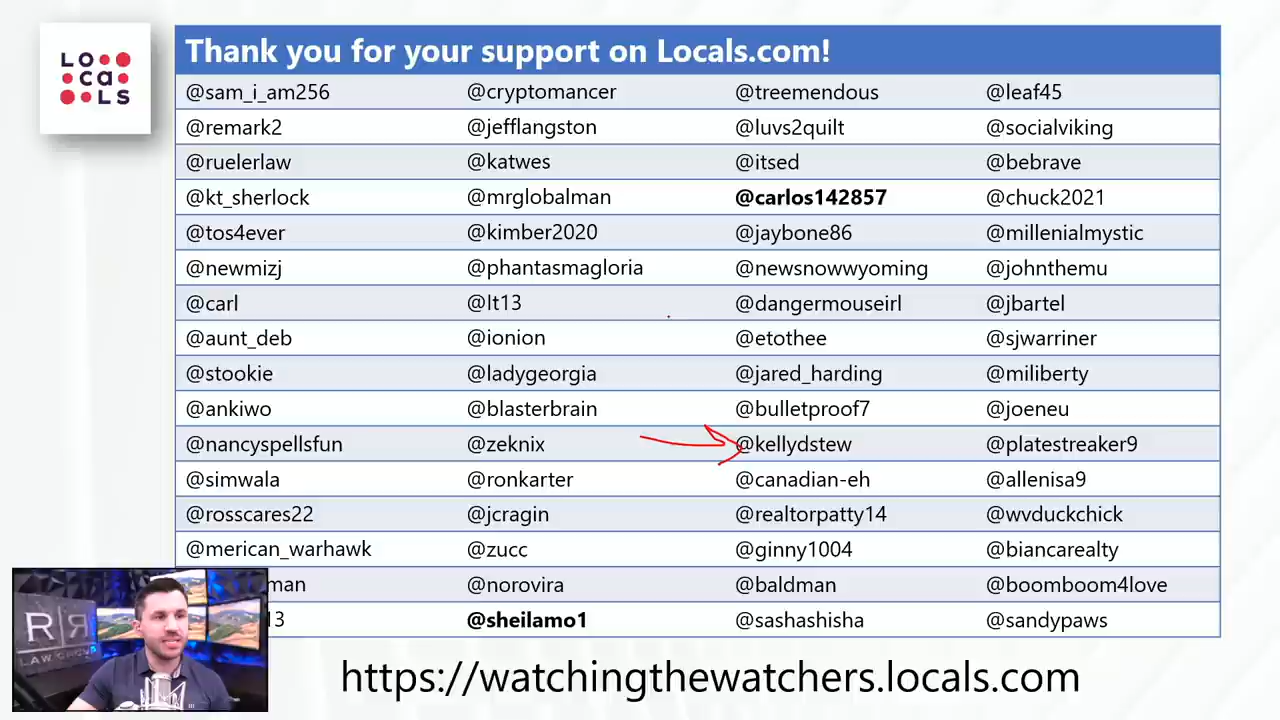 LO
ca
LS
Thank you for your support on Locals.com!
@sam_i_am256 @cryptomancer @treemendous @leaf45
@remark2 @jefflangston @luvs2quilt @socialviking
@ruelerlaw @katwes @itsed @bebrave
@kt_sherlock @mrglobalman @carlos142857 @chuck2021
@tos4ever @kimber2020 @jaybone86 @millenialmystic
@newmizj @phantasmagloria @newsnowwyoming @johnthemu
@carl @lt13 @dangermouseirl @jbartel
@aunt_deb @ionion @etothee @sjwarriner
@stookie @ladygeorgia @jared_harding @miliberty
@ankiwo @blasterbrain @bulletproof7 @joeneu
@nancyspellsfun @zeknix @kellydstew @platestreaker9
@simwala @ronkarter @canadian-eh @allenisa9
@rosscares22 @jcragin @realtorpatty14 @wvduckchick
@merican_warhawk @zucc @ginny1004 @biancarealty
man @norovira @baldman @boomboom4love
13 @sheilamo1 @sashashisha @sandypaws
R R
LAW GROUP
https://watchingthewatchers.locals.com